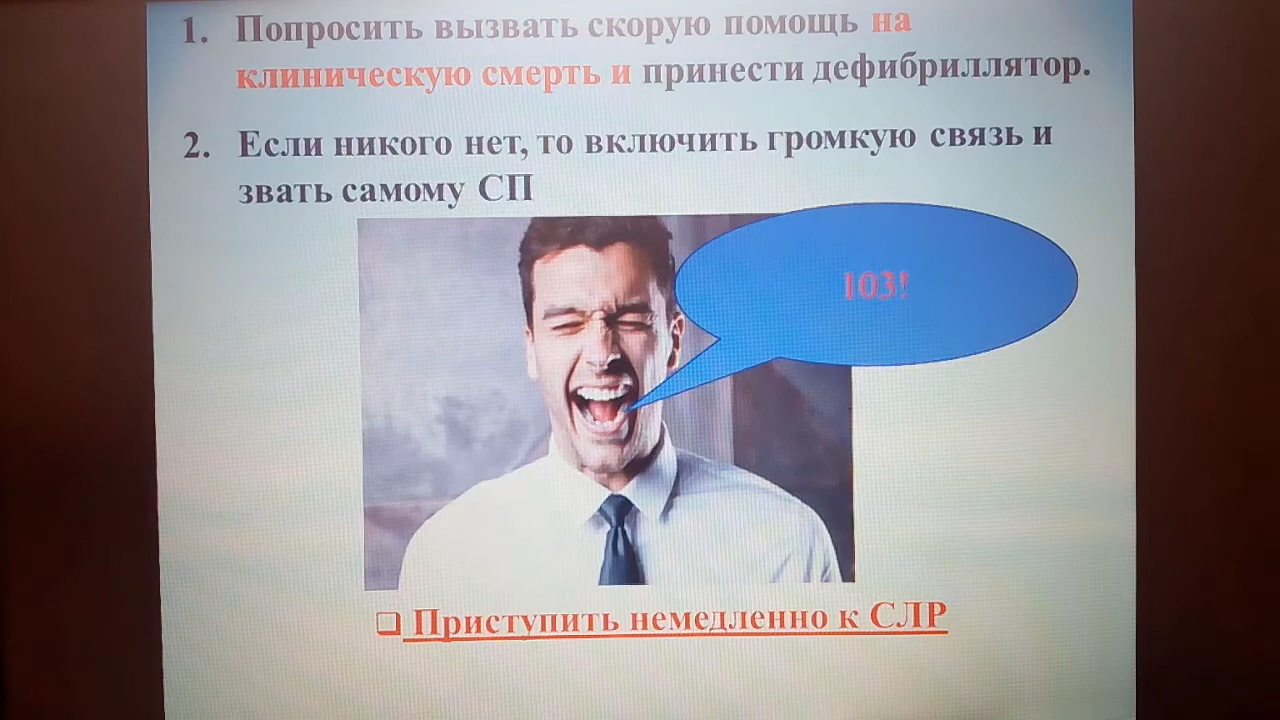 1. Попросить вызвать скорую помощь на
клиническую смерть и принести дефибриллятор.
2. Если никого нет, то включить громкую связь и
звать самому СП
103!
❑ Приступить немедленно к СЛР